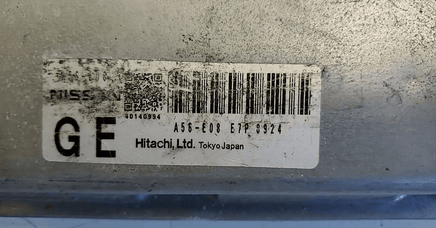 NISSAN
40140994
GE
A56-E08 E7P 8924
Hitachi, Ltd. Tokyo Japan